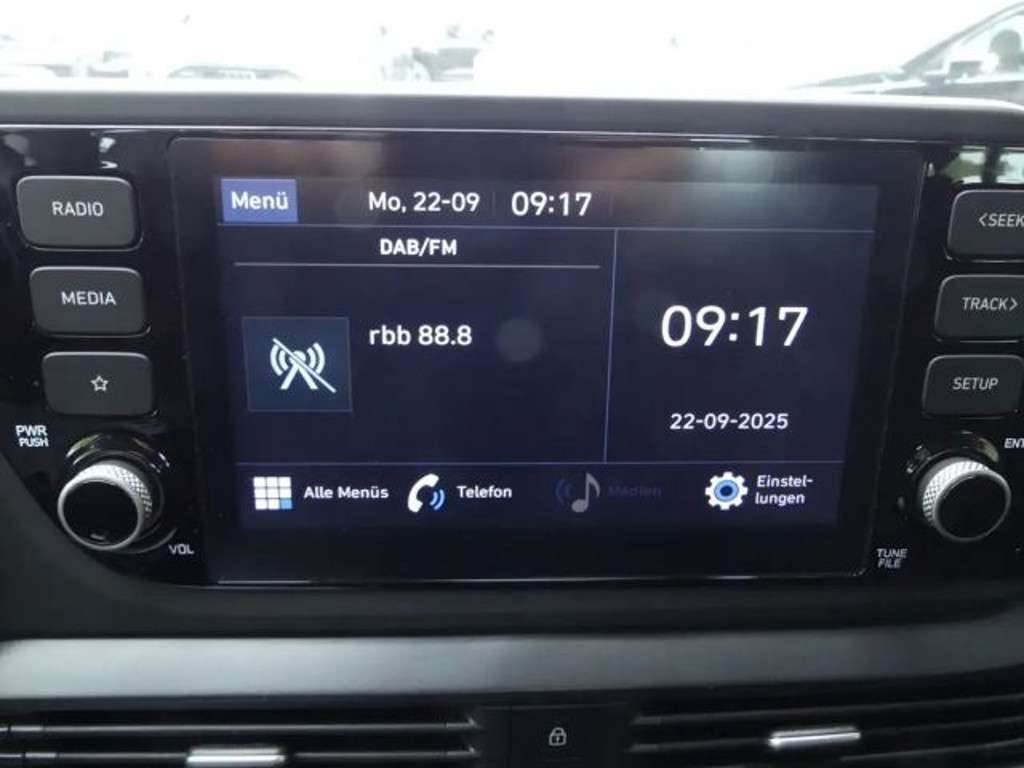 RADIO
MEDIA
PWR
PUSH
VOL
Menü
Mo, 22-09
09:17
DAB/FM
rbb 88.8
09:17
22-09-2025
Alle Menüs
Telefon
Medien
Einstel-
lungen
<SEEK
TRACK>
SETUP
ENT
TUNE
FILE